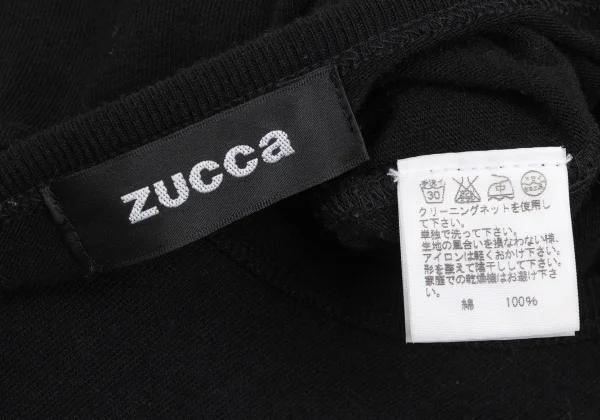 zucca
手洗イ
30
中
クリーニングネットを使用し
て下さい。
単独で洗って下さい。
生地の風合いを損なわない様、
アイロンは軽くおかけ下さい。
形を整えて陰干しして下さい。
家庭での乾燥機はお避け下さ
い。
綿 100%